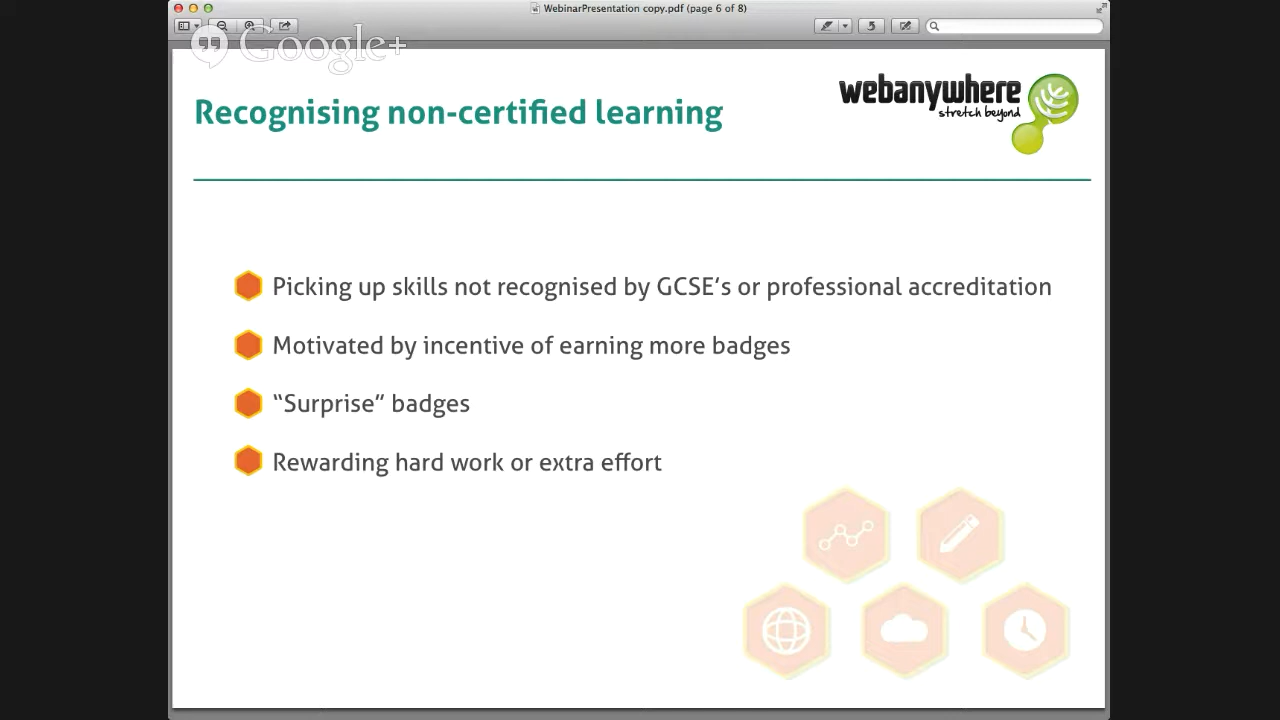 WebinarPresentation copy.pdf (page 6 of 8)
Google+
webanywhere
stretch beyond
Recognising non-certified learning
Picking up skills not recognised by GCSE’s or professional accreditation
Motivated by incentive of earning more badges
“Surprise” badges
Rewarding hard work or extra effort